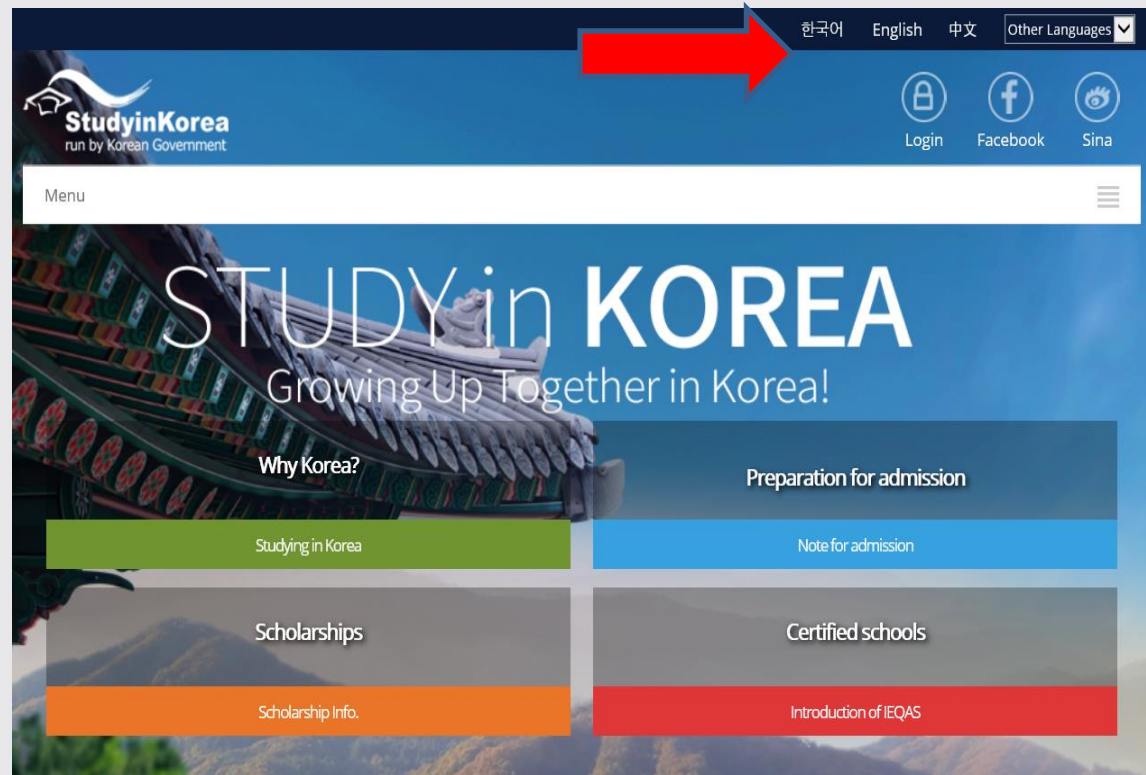 한국어 English 中文 Other Languages
StudyinKorea
run by Korean Government
Login Facebook Sina
Menu
STUDY in KOREA
Growing Up Together in Korea!
Why Korea?
Studying in Korea
Preparation for admission
Note for admission
Scholarships
Scholarship Info.
Certified schools
Introduction of IEQAS